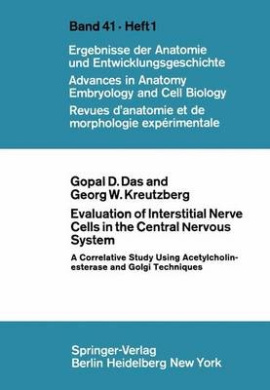 Band 41 · Heft 1
Ergebnisse der Anatomie
und Entwicklungsgeschichte
Advances in Anatomy
Embryology and Cell Biology
Revues d'anatomie et de
morphologie expérimentale
Gopal D. Das and
Georg W. Kreutzberg
Evaluation of Interstitial Nerve
Cells in the Central Nervous
System
A Correlative Study Using Acetylcholin-
esterase and Golgi Techniques
Springer-Verlag
Berlin Heidelberg New York